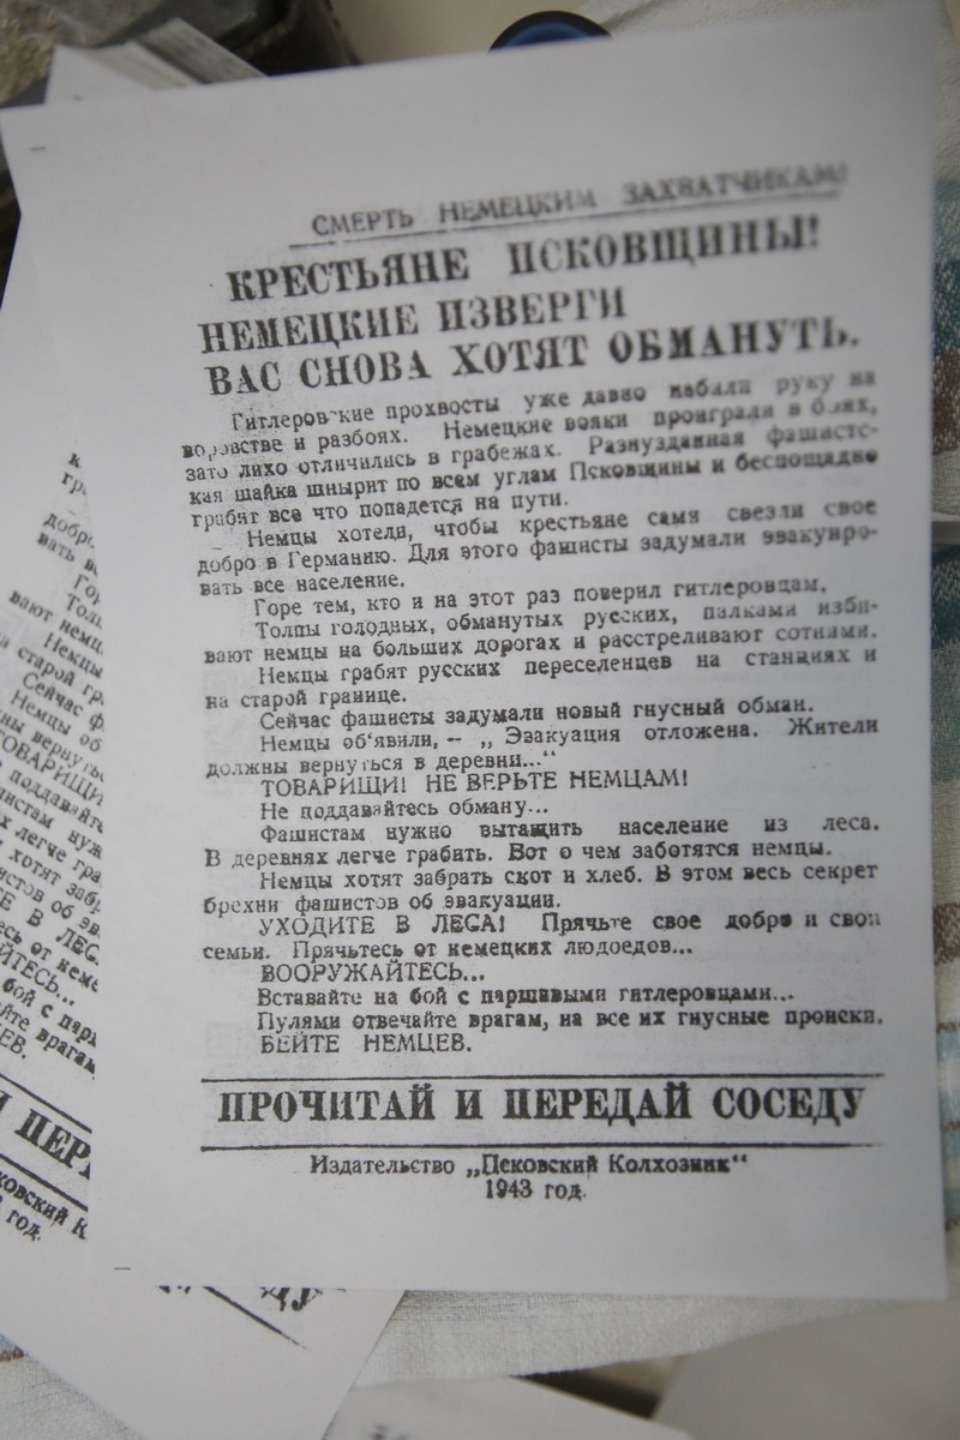 СМЕРТЬ НЕМЕЦКИМ ЗАХВАТЧИКАМ!
КРЕСТЬЯНЕ ПСКОВЩИНЫ!
НЕМЕЦКИЕ ИЗВЕРГИ
ВАС СНОВА ХОТЯТ ОБМАНУТЬ.
Гитлеровские прохвосты уже давно набили руку на
воровстве и разбоях. Немецкие вояки проиграли в боях,
зато лихо отличились в грабежах. Разнузданная фашистс-
кая шайка шнырит по всем углам Псковщины и беспощадно
грабят все что попадется на пути.
Немцы хотели, чтобы крестьяне сами свезли свое
добро в Германию. Для этого фашисты задумали эвакуиро-
вать все население.
Горе тем, кто и на этот раз поверил гитлеровцам.
Толпы голодных, обманутых русских, палками изби-
вают немцы на больших дорогах и расстреливают сотнями.
Немцы грабят русских переселенцев на станциях и
на старой границе.
Сейчас фашисты задумали новый гнусный обман.
Немцы об'явили, — „Эвакуация отложена. Жители
должны вернуться в деревни..."
ТОВАРИЩИ! НЕ ВЕРЬТЕ НЕМЦАМ!
Не поддавайтесь обману...
Фашистам нужно вытащить население из леса.
В деревнях легче грабить. Вот о чем заботятся немцы.
Немцы хотят забрать скот и хлеб. В этом весь секрет
брехни фашистов об эвакуации.
УХОДИТЕ В ЛЕСА! Прячьте свое добро и свои
семьи. Прячьтесь от немецких людоедов...
ВООРУЖАЙТЕСЬ...
Вставайте на бой с паршивыми гитлеровцами...
Пулями отвечайте врагам, на все их гнусные происки.
БЕЙТЕ НЕМЦЕВ.
ПРОЧИТАЙ И ПЕРЕДАЙ СОСЕДУ
Издательство „Псковский Колхозник"
1943 год.